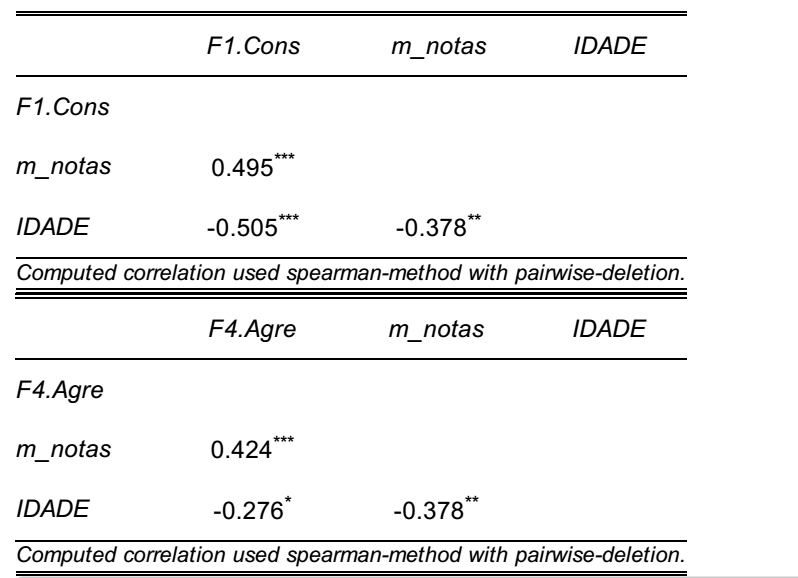 F1.Cons m_notas IDADE
F1.Cons
m_notas 0.495***
IDADE -0.505*** -0.378**
Computed correlation used spearman-method with pairwise-deletion.
F4.Agre m_notas IDADE
F4.Agre
m_notas 0.424***
IDADE -0.276* -0.378**
Computed correlation used spearman-method with pairwise-deletion.